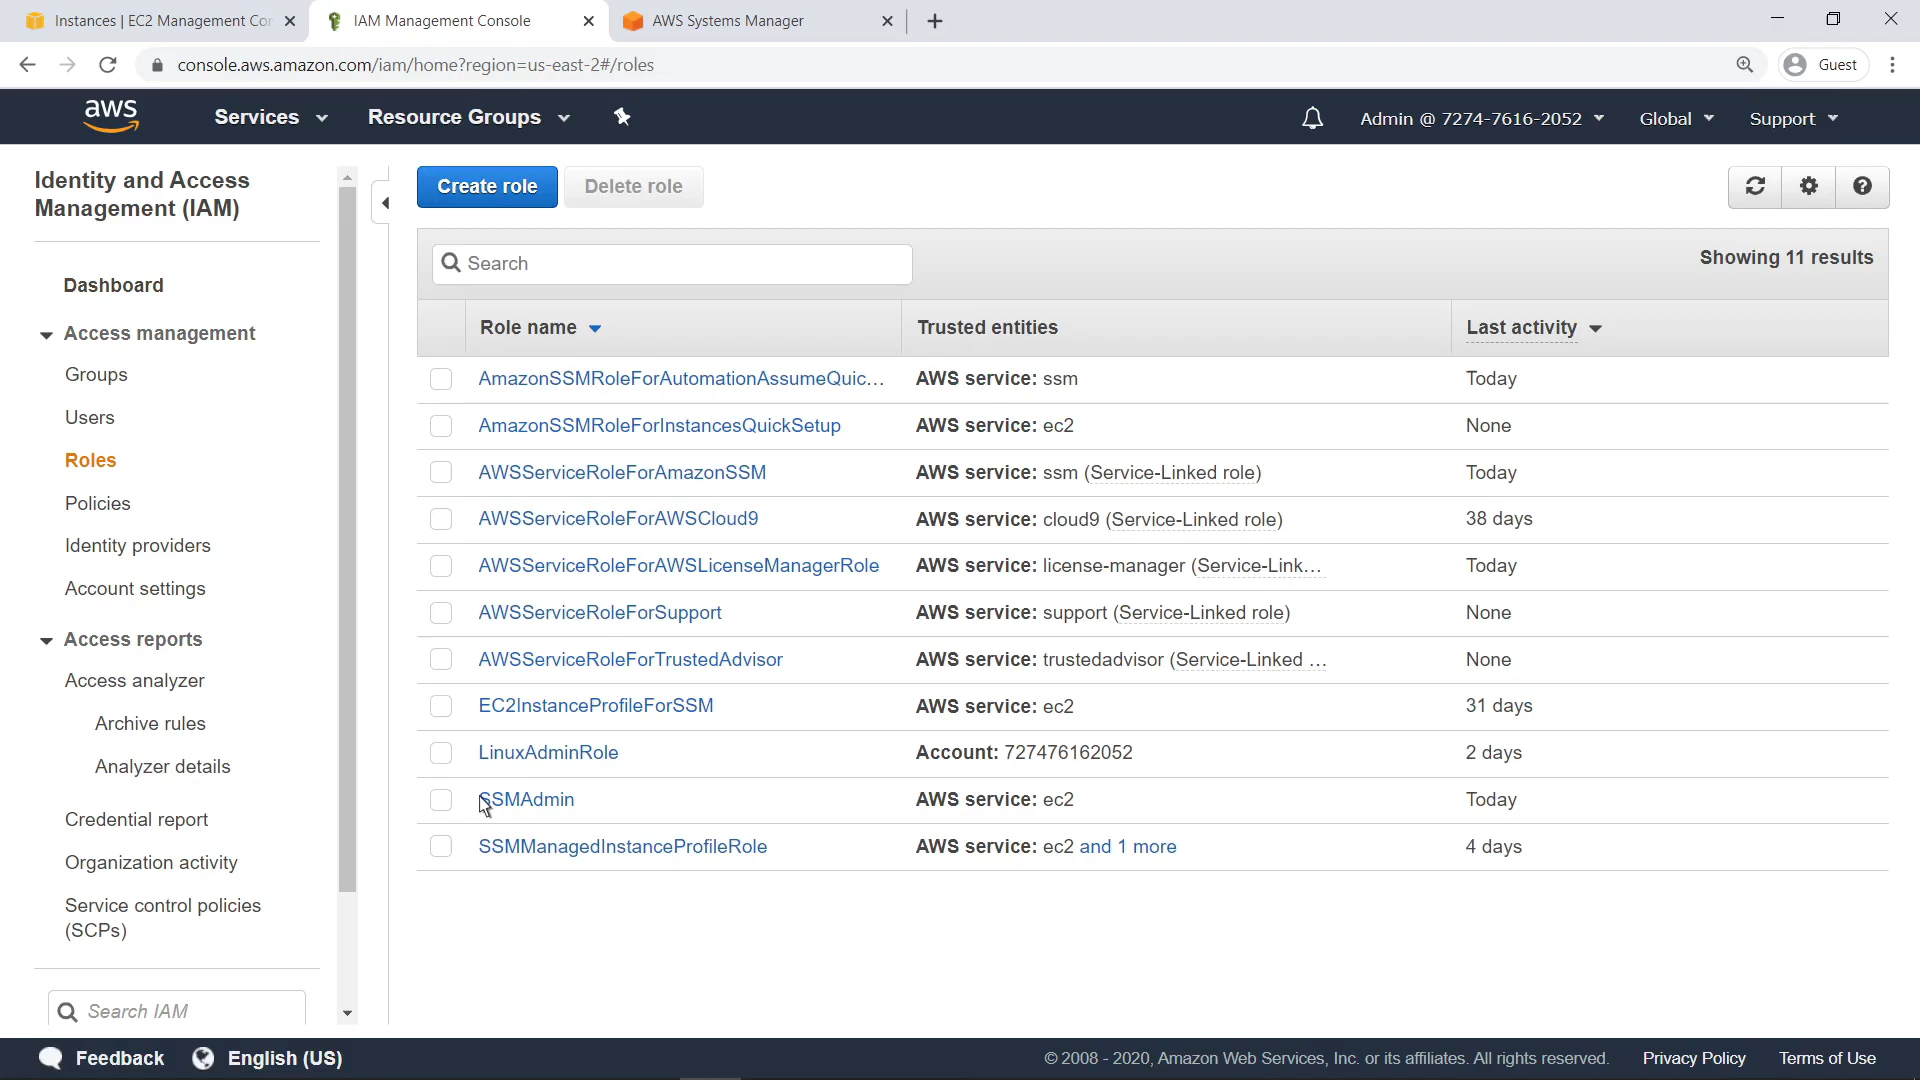 Instances | EC2 Management Con
IAM Management Console
AWS Systems Manager
console.aws.amazon.com/iam/home?region=us-east-2#/roles
Guest
aws
Services
Resource Groups
Admin @ 7274-7616-2052
Global
Support
Identity and Access
Management (IAM)
Dashboard
Access management
Groups
Users
Roles
Policies
Identity providers
Account settings
Access reports
Access analyzer
Archive rules
Analyzer details
Credential report
Organization activity
Service control policies
(SCPs)
Search IAM
Create role
Delete role
Search
Showing 11 results
Role name
Trusted entities
Last activity
AmazonSSMRoleForAutomationAssumeQuic... AWS service: ssm Today
AmazonSSMRoleForInstancesQuickSetup AWS service: ec2 None
AWSServiceRoleForAmazonSSM AWS service: ssm (Service-Linked role) Today
AWSServiceRoleForAWSCloud9 AWS service: cloud9 (Service-Linked role) 38 days
AWSServiceRoleForAWSLicenseManagerRole AWS service: license-manager (Service-Link... Today
AWSServiceRoleForSupport AWS service: support (Service-Linked role) None
AWSServiceRoleForTrustedAdvisor AWS service: trustedadvisor (Service-Linked ... None
EC2InstanceProfileForSSM AWS service: ec2 31 days
LinuxAdminRole Account: 727476162052 2 days
SSMAdmin AWS service: ec2 Today
SSMManagedInstanceProfileRole AWS service: ec2 and 1 more 4 days
Feedback
English (US)
© 2008 - 2020, Amazon Web Services, Inc. or its affiliates. All rights reserved.
Privacy Policy
Terms of Use